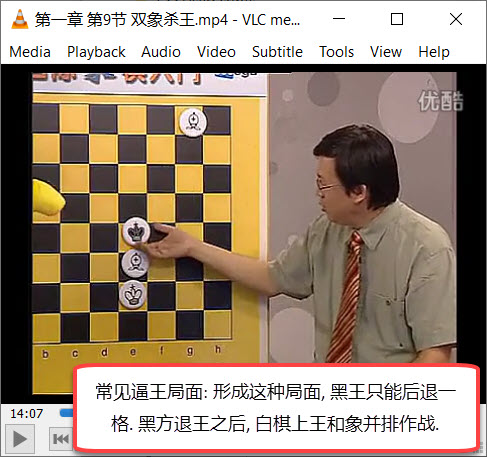 第一章 第9节 双象杀王.mp4 - VLC me...
Media Playback Audio Video Subtitle Tools View Help
优酷
b c d e f g h
14:07
常见逼王局面: 形成这种局面, 黑王只能后退一
格. 黑方退王之后, 白棋上王和象并排作战.